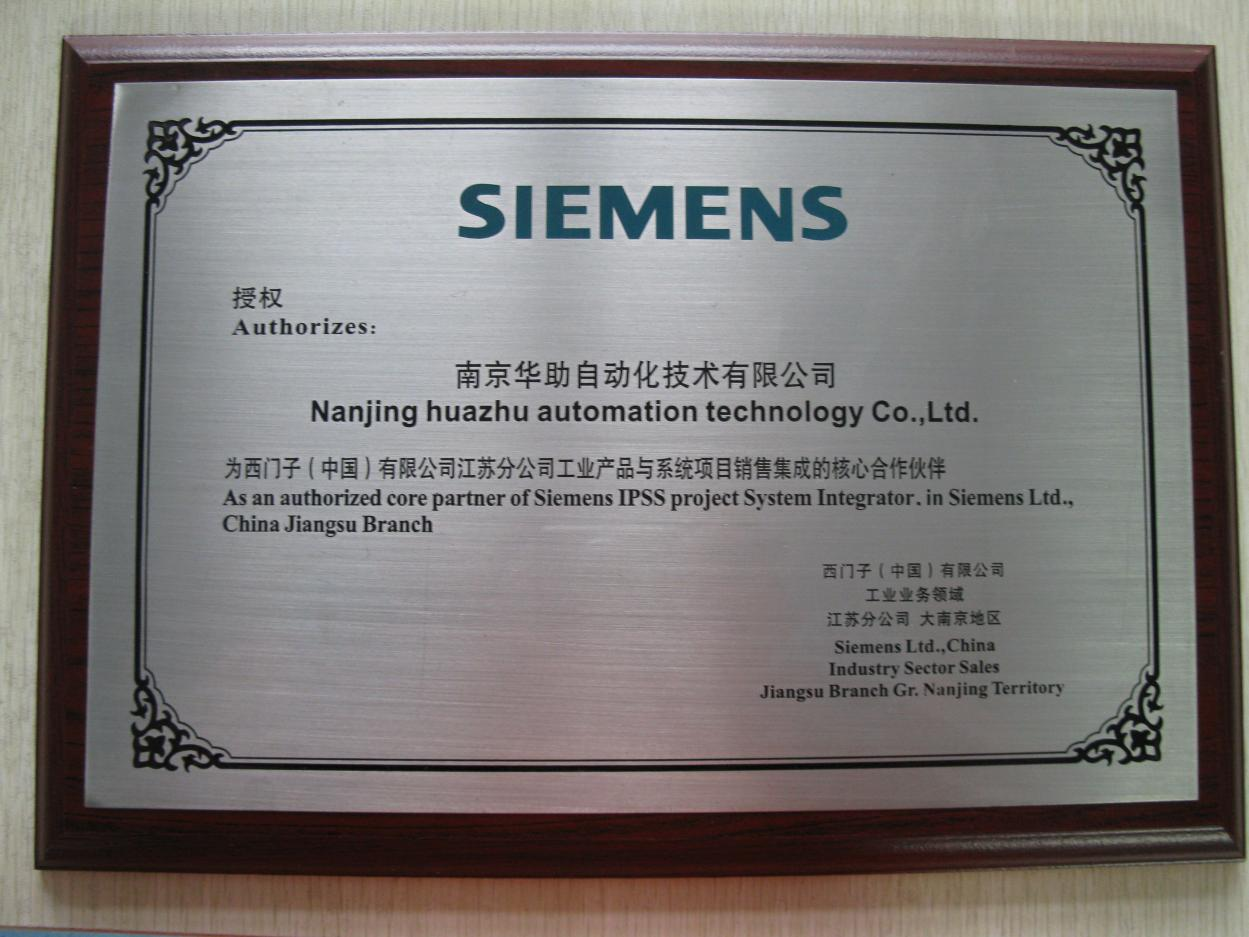 SIEMENS
授权
Authorizes:
南京华助自动化技术有限公司
Nanjing huazhu automation technology Co.,Ltd.
为西门子（中国）有限公司江苏分公司工业产品与系统项目销售集成的核心合作伙伴
As an authorized core partner of Siemens IPSS project System Integrator. in Siemens Ltd.,
China Jiangsu Branch
西门子（中国）有限公司
工业业务领域
江苏分公司 大南京地区
Siemens Ltd.,China
Industry Sector Sales
Jiangsu Branch Gr. Nanjing Territory